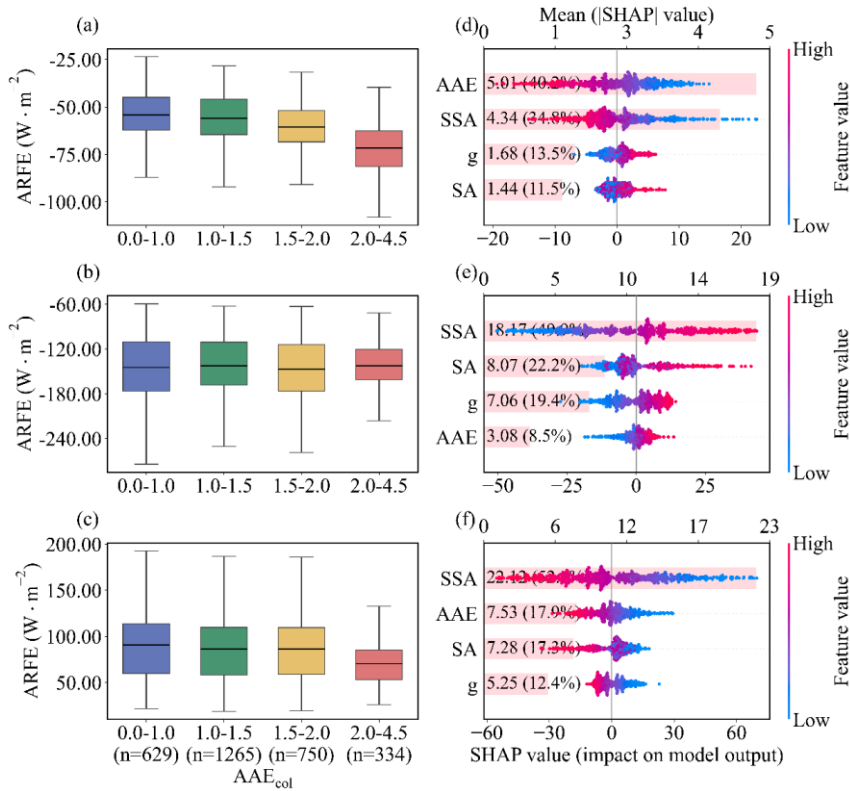 (a)
ARFE (W · m⁻²)
-25.00
-50.00
-75.00
-100.00
0.0-1.0 1.0-1.5 1.5-2.0 2.0-4.5
(d) Mean (|SHAP| value)
0 1 3 4 5
AAE 5.01 (40.2%)
SSA 4.34 (34.8%)
g 1.68 (13.5%)
SA 1.44 (11.5%)
−20 −10 0 10 20
High
Feature value
Low
(b)
ARFE (W · m⁻²)
-60.00
-120.00
-180.00
-240.00
0.0-1.0 1.0-1.5 1.5-2.0 2.0-4.5
(e)
0 5 10 14 19
SSA 18.17
SA 8.07 (22.2%)
g 7.06 (19.4%)
AAE 3.08 (8.5%)
−50 −25 0 25
High
Feature value
Low
(c)
ARFE (W · m⁻²)
200.00
150.00
100.00
50.00
0.0-1.0 1.0-1.5 1.5-2.0 2.0-4.5
(n=629) (n=1265) (n=750) (n=334)
AAEcol
(f)
0 6 12 17 23
SSA 22.12
AAE 7.53 (17.9%)
SA 7.28 (17.3%)
g 5.25 (12.4%)
−60 −30 0 30 60
SHAP value (impact on model output)
High
Feature value
Low